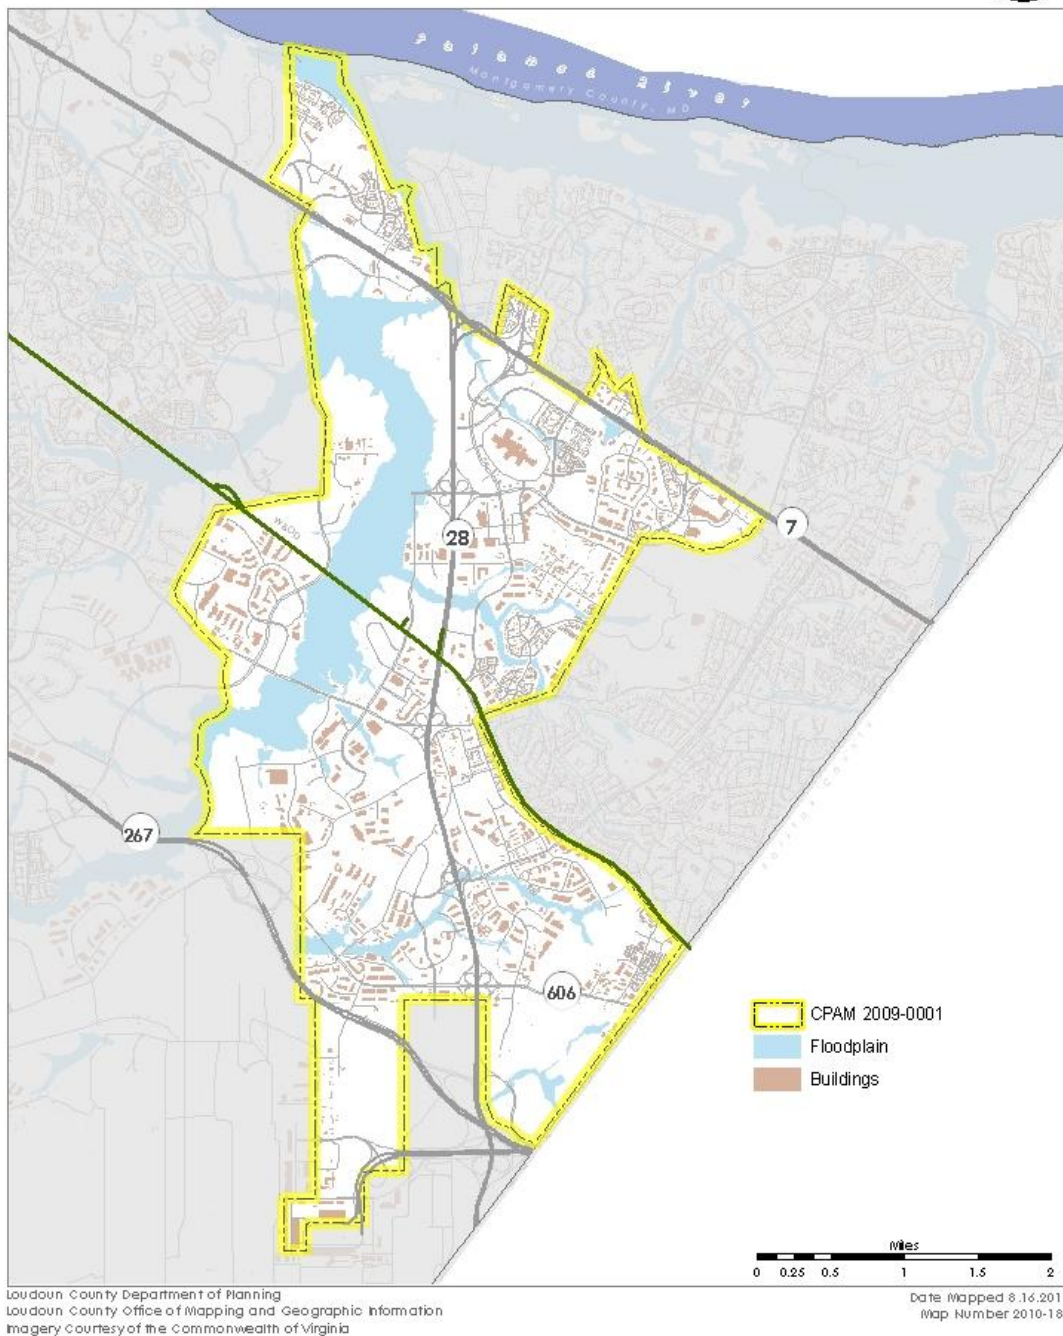 Potomac River
Montgomery County, MD
W&OD
28
7
267
606
CPAM 2009-0001
Floodplain
Buildings
Miles
0 0.25 0.5 1 1.5 2
Loudoun County Department of Planning
Loudoun County Office of Mapping and Geographic Information
Imagery Courtesy of the Commonwealth of Virginia
Date Mapped 8.16.201
Map Number 2010-18